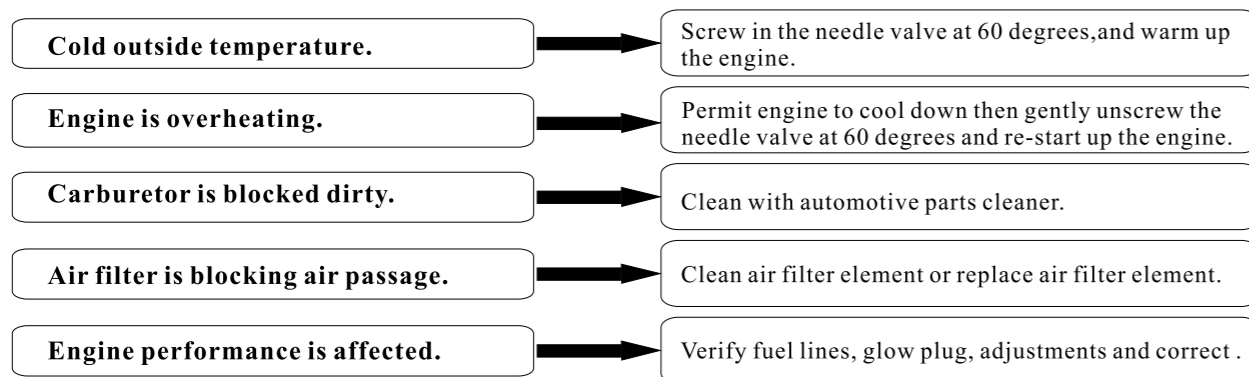 Cold outside temperature.
Screw in the needle valve at 60 degrees,and warm up
the engine.
Engine is overheating.
Permit engine to cool down then gently unscrew the
needle valve at 60 degrees and re-start up the engine.
Carburetor is blocked dirty.
Clean with automotive parts cleaner.
Air filter is blocking air passage.
Clean air filter element or replace air filter element.
Engine performance is affected.
Verify fuel lines, glow plug, adjustments and correct .